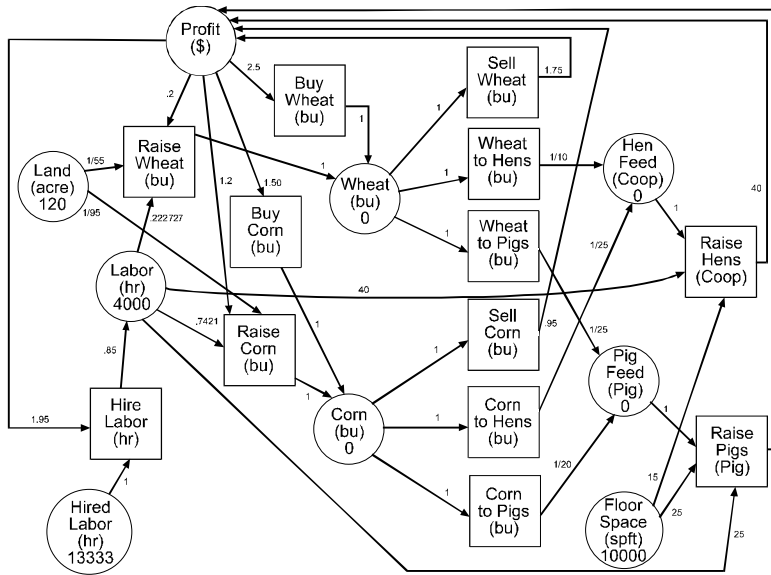 Profit
($)
2.5
.2
Buy
Wheat
(bu)
1
Sell
Wheat
(bu)
1.75
1
Raise
Wheat
(bu)
1/55
Land
(acre)
120
1/95
1
1.2
1.50
Wheat
(bu)
0
1
Wheat
to Hens
(bu)
1/10
Hen
Feed
(Coop)
0
1
40
.222727
Buy
Corn
(bu)
1
Wheat
to Pigs
(bu)
1/25
Raise
Hens
(Coop)
Labor
(hr)
4000
40
.7421
Raise
Corn
(bu)
1
1
Sell
Corn
(bu)
.95
1/25
.85
1
Pig
Feed
(Pig)
0
1
Hire
Labor
(hr)
1.95
Corn
(bu)
0
1
Corn
to Hens
(bu)
Raise
Pigs
(Pig)
1
1/20
15
1
Corn
to Pigs
(bu)
Hired
Labor
(hr)
13333
Floor
Space
(spft)
10000
25
25